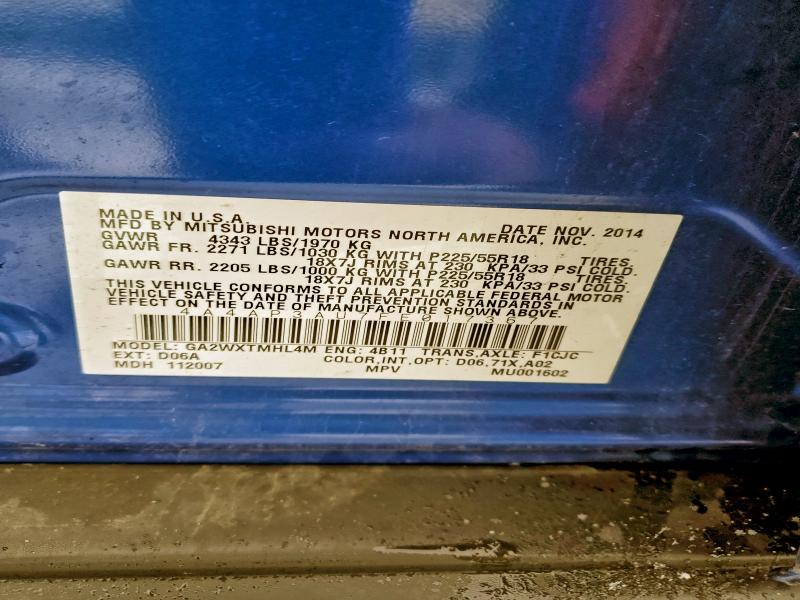 MADE IN U.S.A. DATE NOV. 2014
MFD BY MITSUBISHI MOTORS NORTH AMERICA, INC.
GVWR 4343 LBS/1970 KG
GAWR FR. 2271 LBS/1030 KG WITH P225/55R18 TIRES,
18X7J RIMS AT 230 KPA/33 PSI COLD.
GAWR RR. 2205 LBS/1000 KG WITH P225/55R18 TIRES,
18X7J RIMS AT 230 KPA/33 PSI COLD.
THIS VEHICLE CONFORMS TO ALL APPLICABLE FEDERAL MOTOR
VEHICLE SAFETY AND THEFT PREVENTION STANDARDS IN
EFFECT ON THE DATE OF MANUFACTURE SHOWN ABOVE.
MODEL: GA2WXTMHL4M ENG: 4B11 TRANS,AXLE: F1CJC
EXT: D06A COLOR,INT,OPT: D06,71X,A02
MDH 112007 MPV MU001602